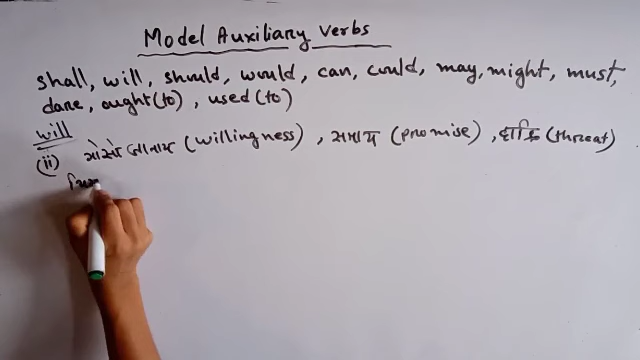 Model Auxiliary Verbs
shall, will, should, would, can, could, may, might, must,
dare, ought (to), used (to)
will
(ii) गोसो जानाय (willingness), समाय (promise), (threat)